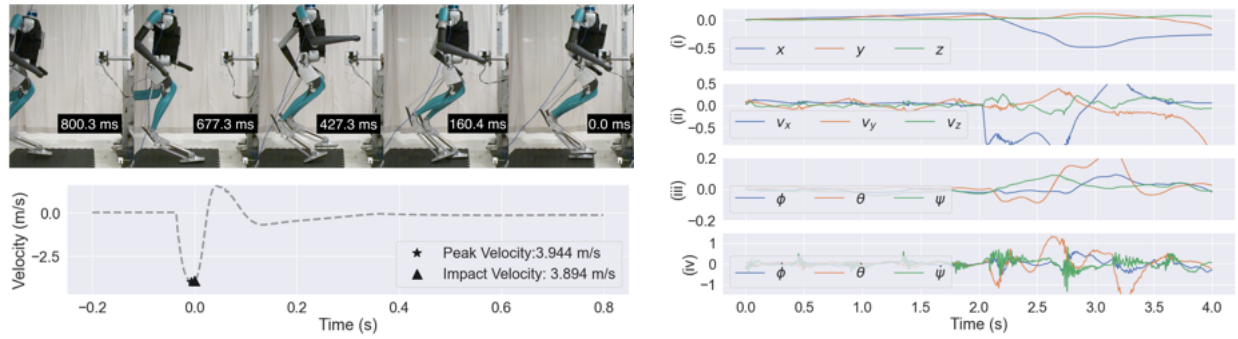 800.3 ms
677.3 ms
427.3 ms
160.4 ms
0.0 ms
Velocity (m/s)
0.0
−2.5
★ Peak Velocity:3.944 m/s
▲ Impact Velocity: 3.894 m/s
−0.2
0.0
0.2
0.4
0.6
0.8
Time (s)
(i)
0.0
−0.5
x y z
(ii)
0.5
0.0
−0.5
v_x v_y v_z
(iii)
0.2
0.0
−0.2
ϕ θ ψ
(iv)
1
0
−1
ϕ̇ θ̇ ψ̇
0.0 0.5 1.0 1.5 2.0 2.5 3.0 3.5 4.0
Time (s)